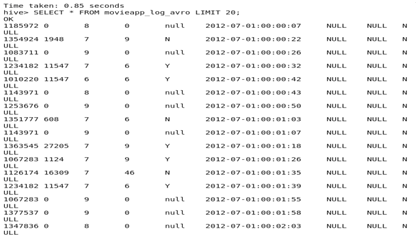 Time taken: 0.85 seconds
hive> SELECT * FROM movieapp_log_avro LIMIT 20;
OK
1185972 0 8 0 null 2012-07-01:00:00:07 NULL NULL N
ULL
1354924 1948 7 9 N 2012-07-01:00:00:22 NULL NULL N
ULL
1083711 0 9 0 null 2012-07-01:00:00:26 NULL NULL N
ULL
1234182 11547 7 6 Y 2012-07-01:00:00:32 NULL NULL N
ULL
1010220 11547 6 6 Y 2012-07-01:00:00:42 NULL NULL N
ULL
1143971 0 8 0 null 2012-07-01:00:00:43 NULL NULL N
ULL
1253676 0 9 0 null 2012-07-01:00:00:50 NULL NULL N
ULL
1351777 608 7 6 N 2012-07-01:00:01:03 NULL NULL N
ULL
1143971 0 9 0 null 2012-07-01:00:01:07 NULL NULL N
ULL
1363545 27205 7 9 Y 2012-07-01:00:01:18 NULL NULL N
ULL
1067283 1124 7 9 Y 2012-07-01:00:01:26 NULL NULL N
ULL
1126174 16309 7 46 N 2012-07-01:00:01:35 NULL NULL N
ULL
1234182 11547 7 6 Y 2012-07-01:00:01:39 NULL NULL N
ULL
1067283 0 9 0 null 2012-07-01:00:01:55 NULL NULL N
ULL
1377537 0 9 0 null 2012-07-01:00:01:58 NULL NULL N
ULL
1347836 0 8 0 null 2012-07-01:00:02:03 NULL NULL N
ULL